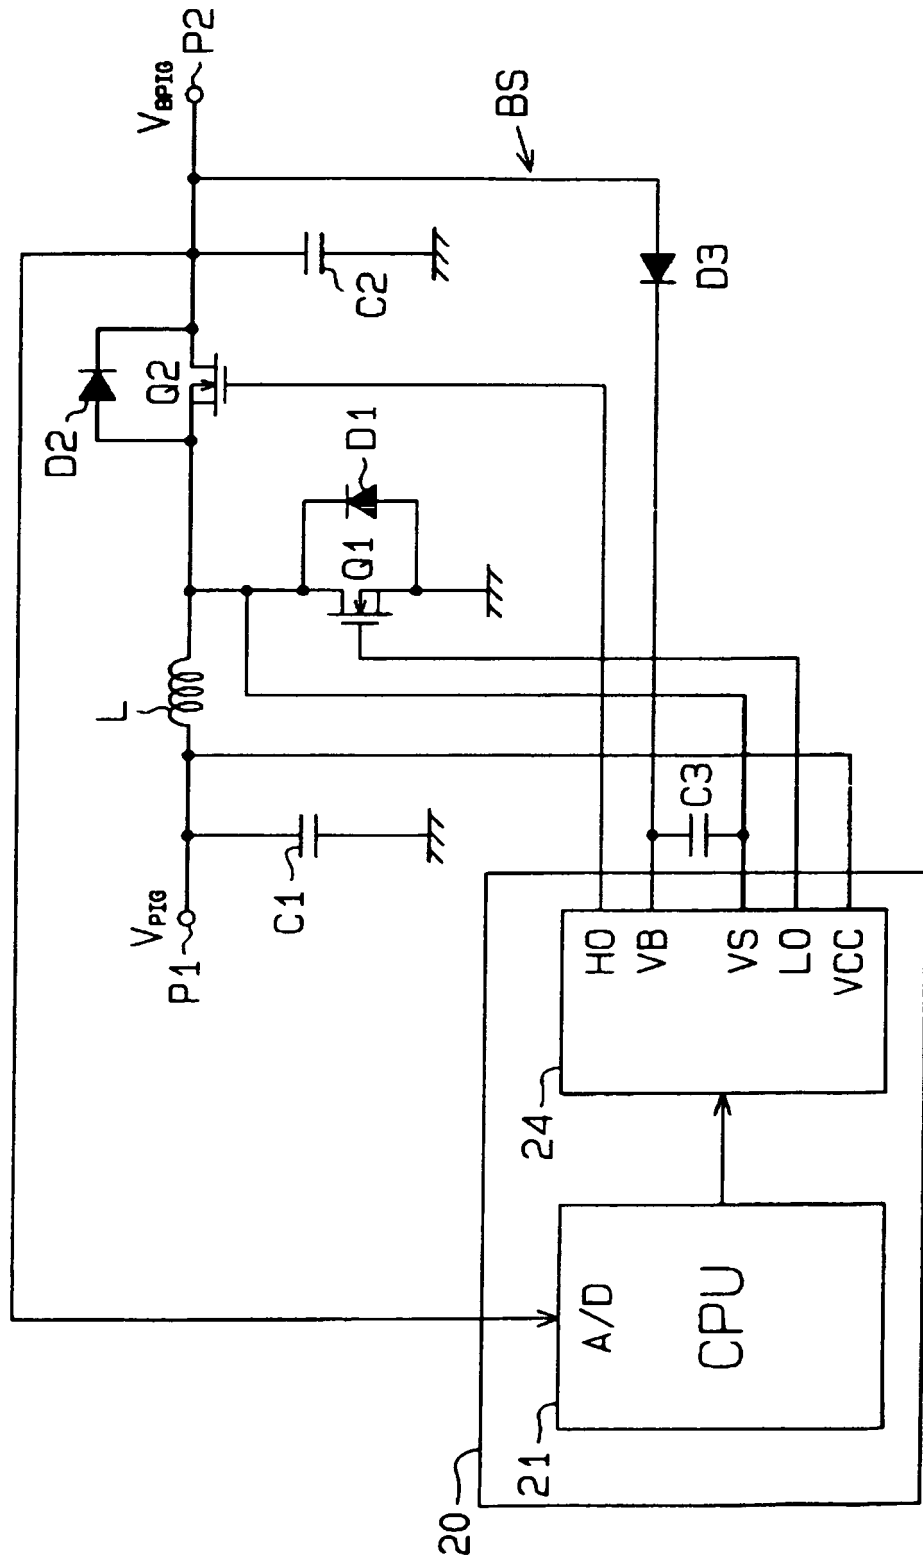 V_BPIG
P2
BS
C2
D3
Q2
D2
D1
Q1
L
C3
V_PIG
P1
C1
HO
VB
VS
LO
VCC
24
A/D
CPU
21
20